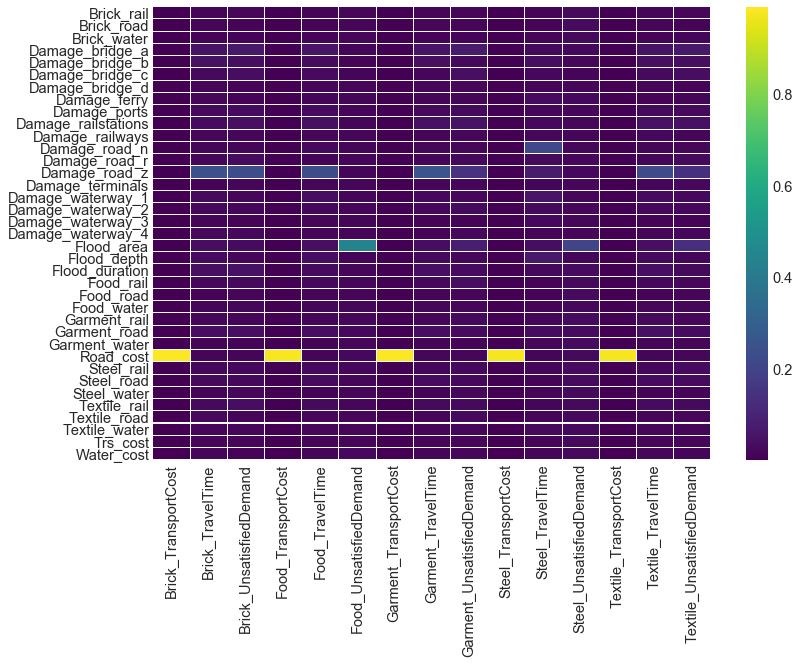 Brick_rail
Brick_road
Brick_water
Damage_bridge_a
Damage_bridge_b
Damage_bridge_c
Damage_bridge_d
Damage_ferry
Damage_ports
Damage_railstations
Damage_railways
Damage_road_n
Damage_road_r
Damage_road_z
Damage_terminals
Damage_waterway_1
Damage_waterway_2
Damage_waterway_3
Damage_waterway_4
Flood_area
Flood_depth
Flood_duration
Food_rail
Food_road
Food_water
Garment_rail
Garment_road
Garment_water
Road_cost
Steel_rail
Steel_road
Steel_water
Textile_rail
Textile_road
Textile_water
Trs_cost
Water_cost
Brick_TransportCost
Brick_TravelTime
Brick_UnsatisfiedDemand
Food_TransportCost
Food_TravelTime
Food_UnsatisfiedDemand
Garment_TransportCost
Garment_TravelTime
Garment_UnsatisfiedDemand
Steel_TransportCost
Steel_TravelTime
Steel_UnsatisfiedDemand
Textile_TransportCost
Textile_TravelTime
Textile_UnsatisfiedDemand
0.8
0.6
0.4
0.2